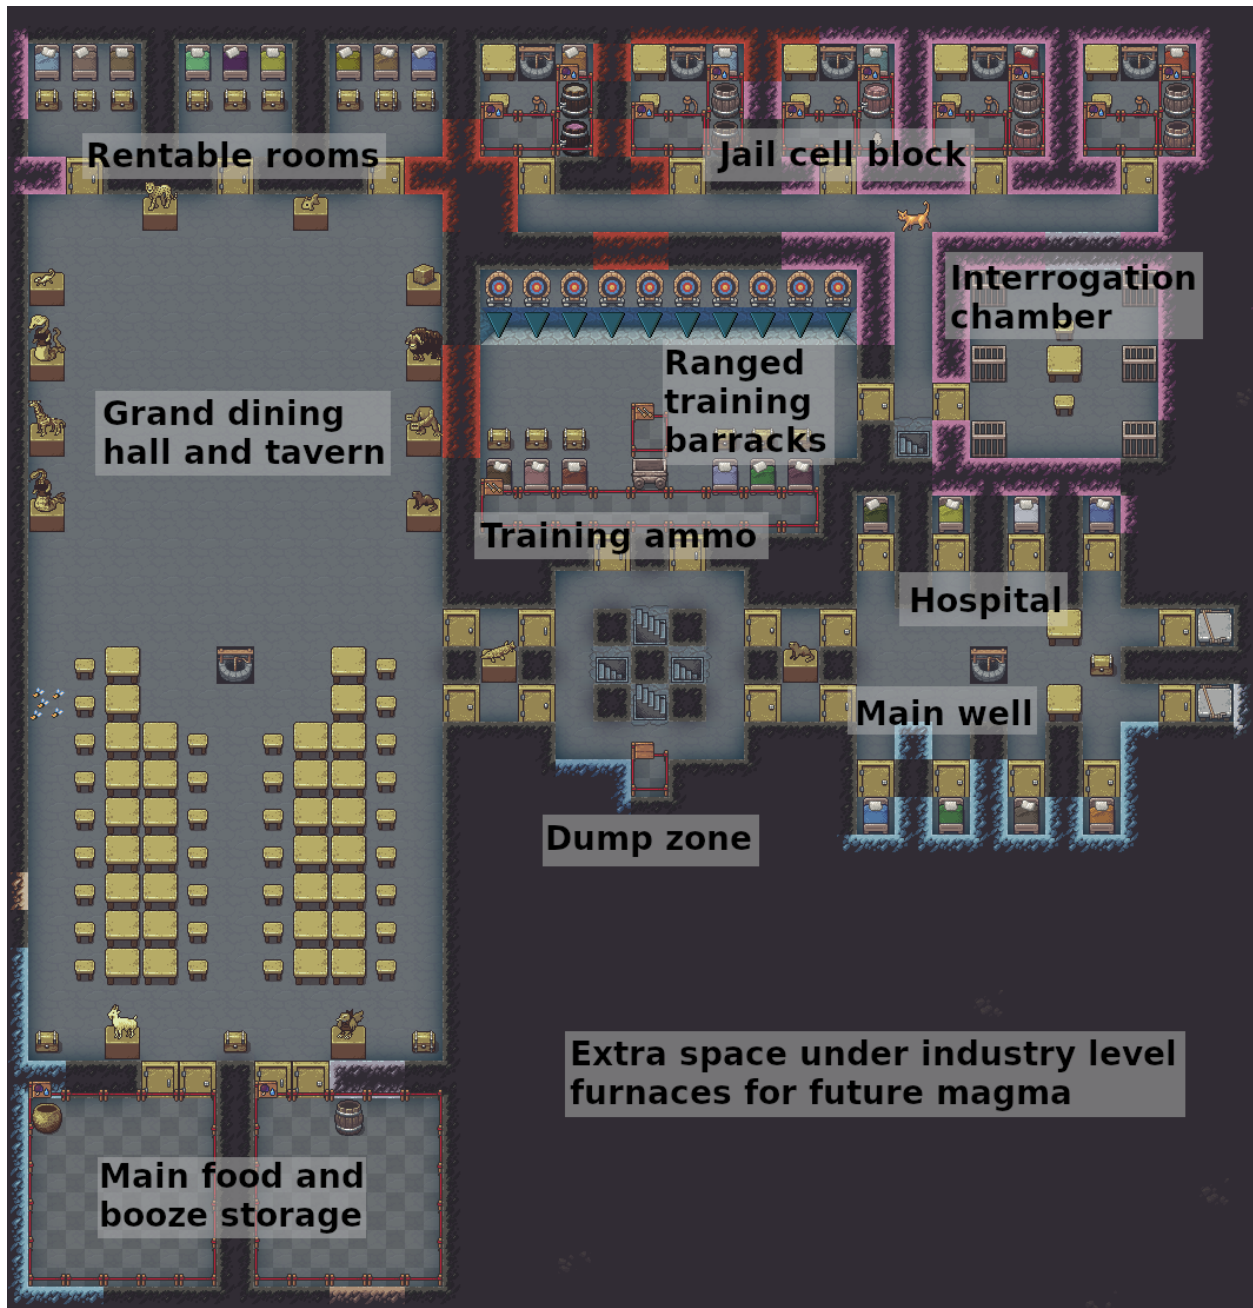 Rentable rooms
Jail cell block
Interrogation
chamber
Ranged
training
barracks
Grand dining
hall and tavern
Training ammo
Hospital
Main well
Dump zone
Extra space under industry level
furnaces for future magma
Main food and
booze storage